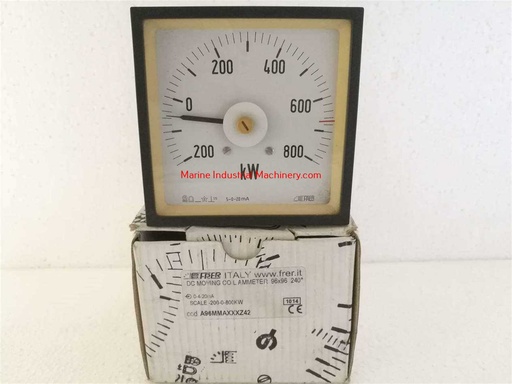 200 400
0 600
200 kW 800
Marine Industrial Machinery.com
FRER ITALY www.frer.it
DC MOVING COIL AMMETER 96x96 240°
SCALE -200-0-800KW
1014
cod. A96MMAXXXZ42
CE